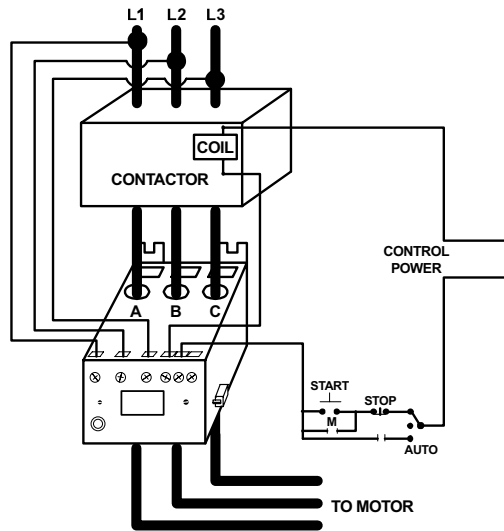 L1 L2 L3
COIL
CONTACTOR
CONTROL
POWER
A B C
START
STOP
M
AUTO
TO MOTOR